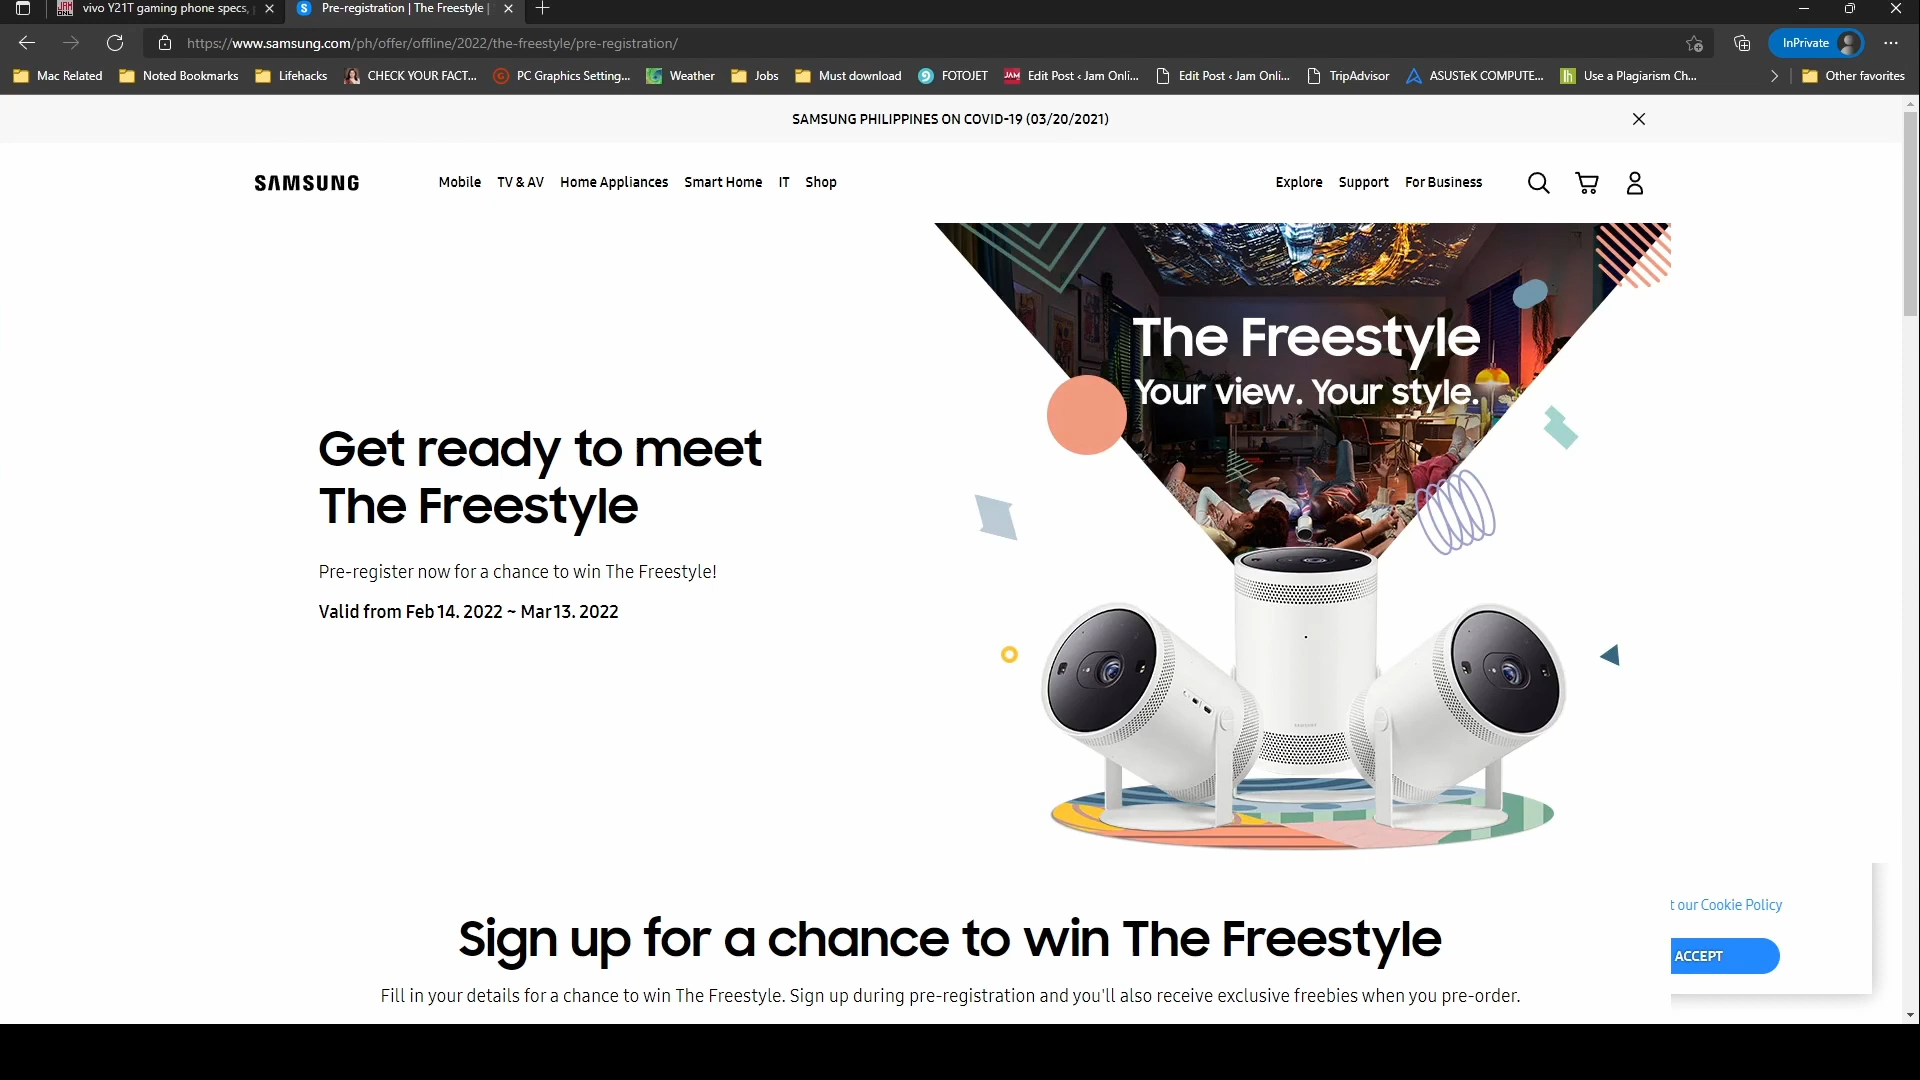 vivo Y21T gaming phone specs,
Pre-registration | The Freestyle |
https://www.samsung.com/ph/offer/offline/2022/the-freestyle/pre-registration/
InPrivate
Mac Related
Noted Bookmarks
Lifehacks
CHECK YOUR FACT...
PC Graphics Setting...
Weather
Jobs
Must download
FOTOJET
JAM
Edit Post ‹ Jam Onli...
Edit Post ‹ Jam Onli...
TripAdvisor
ASUSTeK COMPUTE...
Use a Plagiarism Ch...
Other favorites
SAMSUNG PHILIPPINES ON COVID-19 (03/20/2021)
SAMSUNG
Mobile
TV & AV
Home Appliances
Smart Home
IT
Shop
Explore
Support
For Business
The Freestyle
Your view. Your style.
Get ready to meet
The Freestyle
Pre-register now for a chance to win The Freestyle!
Valid from Feb 14. 2022 ~ Mar 13. 2022
SAMSUNG
t our Cookie Policy
ACCEPT
Sign up for a chance to win The Freestyle
Fill in your details for a chance to win The Freestyle. Sign up during pre-registration and you'll also receive exclusive freebies when you pre-order.